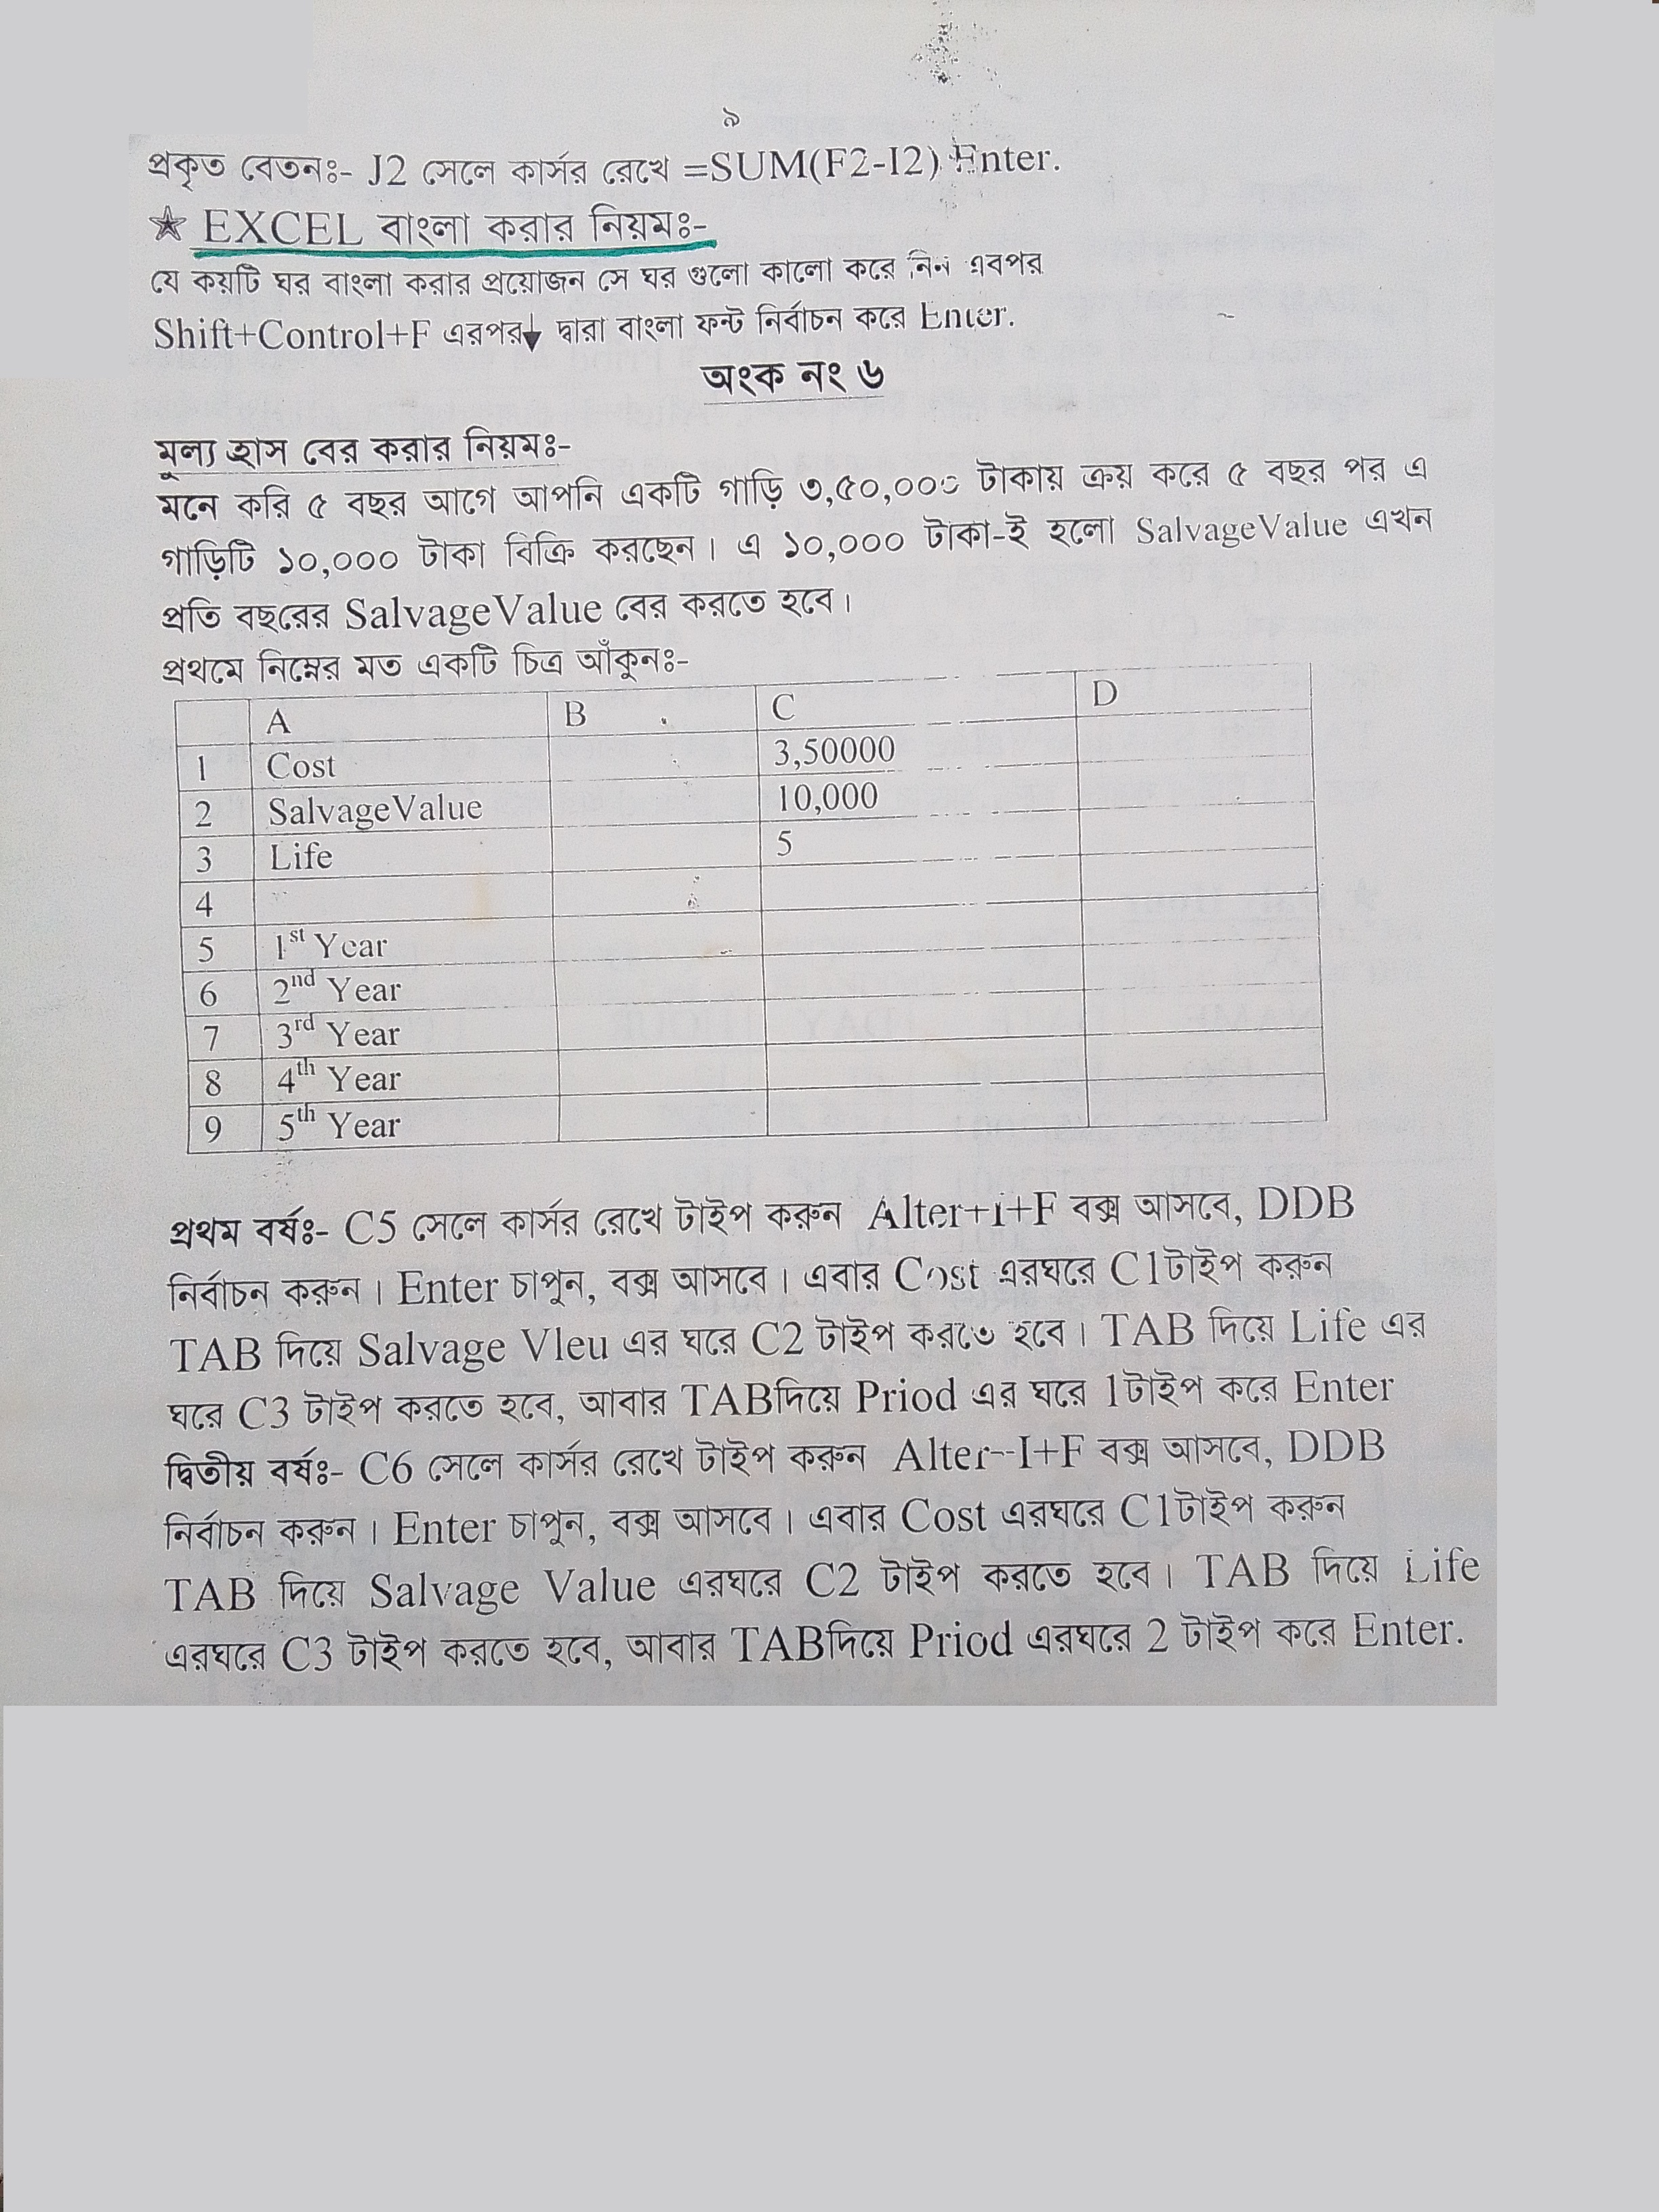 ৯
প্রকৃত বেতনঃ- J2 সেলে কার্সর রেখে =SUM(F2-I2) Enter.
★ EXCEL বাংলা করার নিয়মঃ-
যে কয়টি ঘর বাংলা করার প্রয়োজন সে ঘর গুলো কালো করে নিন এরপর
Shift+Control+F এরপর↓ দ্বারা বাংলা ফন্ট নির্বাচন করে Enter.
অংক নং ৬
মূল্য হ্রাস বের করার নিয়মঃ-
মনে করি ৫ বছর আগে আপনি একটি গাড়ি ৩,৫০,০০০ টাকায় ক্রয় করে ৫ বছর পর এ
গাড়িটি ১০,০০০ টাকা বিক্রি করছেন। এ ১০,০০০ টাকা-ই হলো SalvageValue এখন
প্রতি বছরের SalvageValue বের করতে হবে।
প্রথমে নিম্নের মত একটি চিত্র আঁকুনঃ-
A B C D
1 Cost 3,50000
2 SalvageValue 10,000
3 Life 5
4
5 1st Year
6 2nd Year
7 3rd Year
8 4th Year
9 5th Year
প্রথম বর্ষঃ- C5 সেলে কার্সর রেখে টাইপ করুন Alter+i+F বক্স আসবে, DDB
নির্বাচন করুন। Enter চাপুন, বক্স আসবে। এবার Cost এরঘরে C1টাইপ করুন
TAB দিয়ে Salvage Vleu এর ঘরে C2 টাইপ করতে হবে। TAB দিয়ে Life এর
ঘরে C3 টাইপ করতে হবে, আবার TABদিয়ে Priod এর ঘরে 1টাইপ করে Enter
দ্বিতীয় বর্ষঃ- C6 সেলে কার্সর রেখে টাইপ করুন Alter--I+F বক্স আসবে, DDB
নির্বাচন করুন। Enter চাপুন, বক্স আসবে। এবার Cost এরঘরে C1টাইপ করুন
TAB দিয়ে Salvage Value এরঘরে C2 টাইপ করতে হবে। TAB দিয়ে Life
এরঘরে C3 টাইপ করতে হবে, আবার TABদিয়ে Priod এরঘরে 2 টাইপ করে Enter.